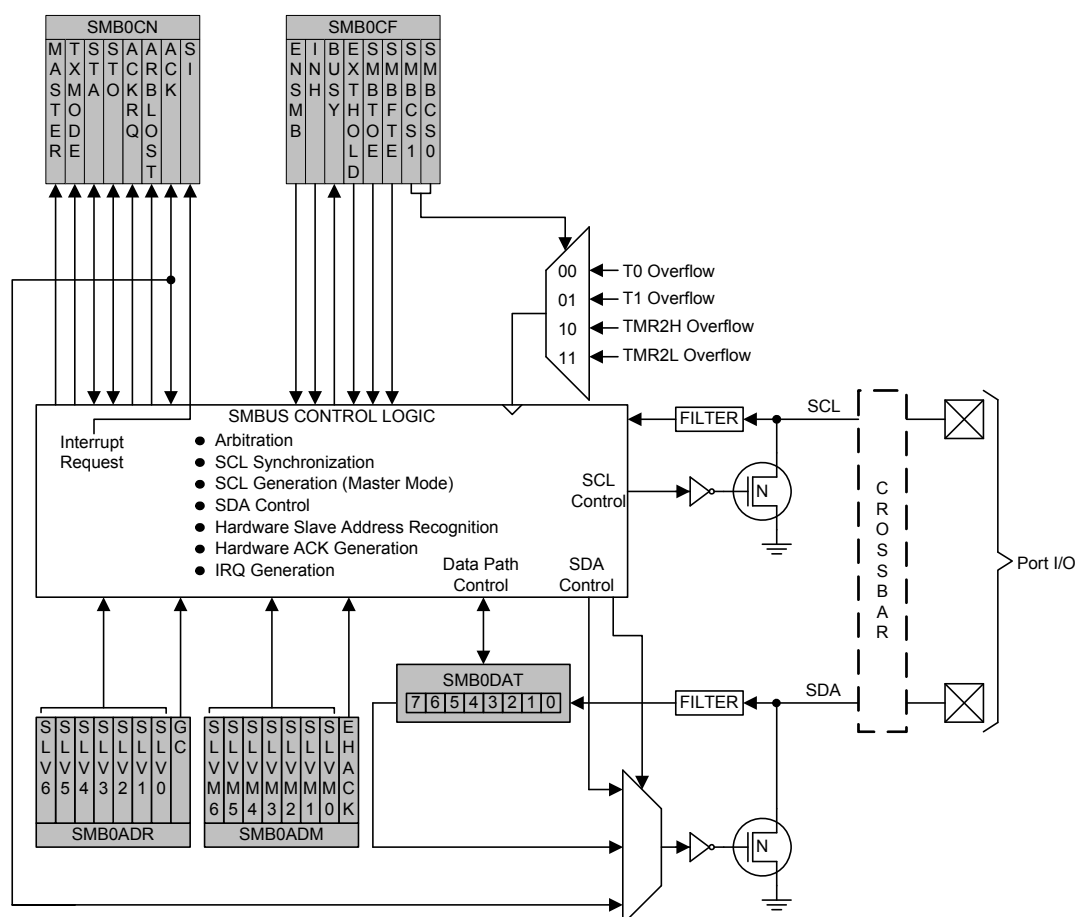 SMB0CN
MASTER
TXMODE
STA
STO
ACKRQ
ARBLOST
ACK
SI
SMB0CF
ENSMB
INH
BUSY
EXTHOLD
SMBTOE
SMBFTE
SMBCS1
SMBCS0
00
T0 Overflow
01
T1 Overflow
10
TMR2H Overflow
11
TMR2L Overflow
SMBUS CONTROL LOGIC
Interrupt
Request
● Arbitration
● SCL Synchronization
● SCL Generation (Master Mode)
● SDA Control
● Hardware Slave Address Recognition
● Hardware ACK Generation
● IRQ Generation
SCL
Control
Data Path
Control
SDA
Control
FILTER
SCL
N
CROSSBAR
Port I/O
SMB0DAT
7 6 5 4 3 2 1 0
FILTER
SDA
N
SLV6
SLV5
SLV4
SLV3
SLV2
SLV1
SLV0
GC
SMB0ADR
SLVM6
SLVM5
SLVM4
SLVM3
SLVM2
SLVM1
SLVM0
EHACK
SMB0ADM